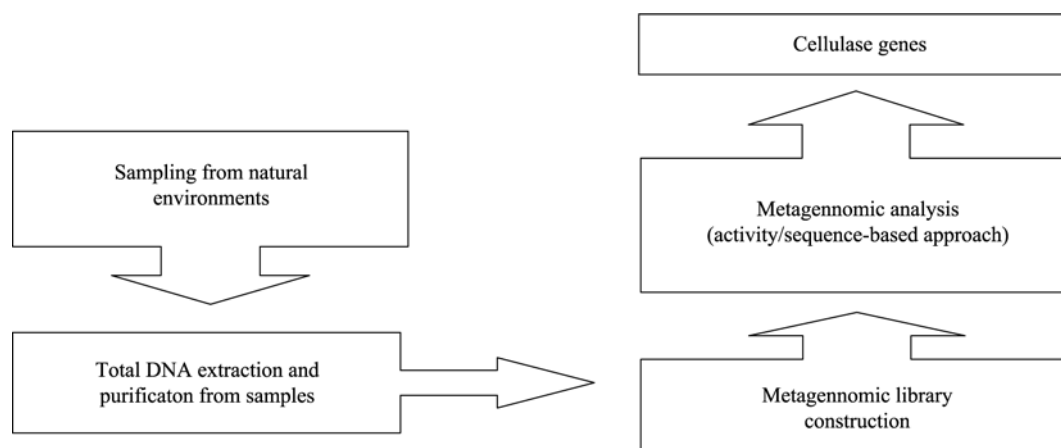 Sampling from natural
environments
Total DNA extraction and
purificaton from samples
Metagennomic library
construction
Metagennomic analysis
(activity/sequence-based approach)
Cellulase genes